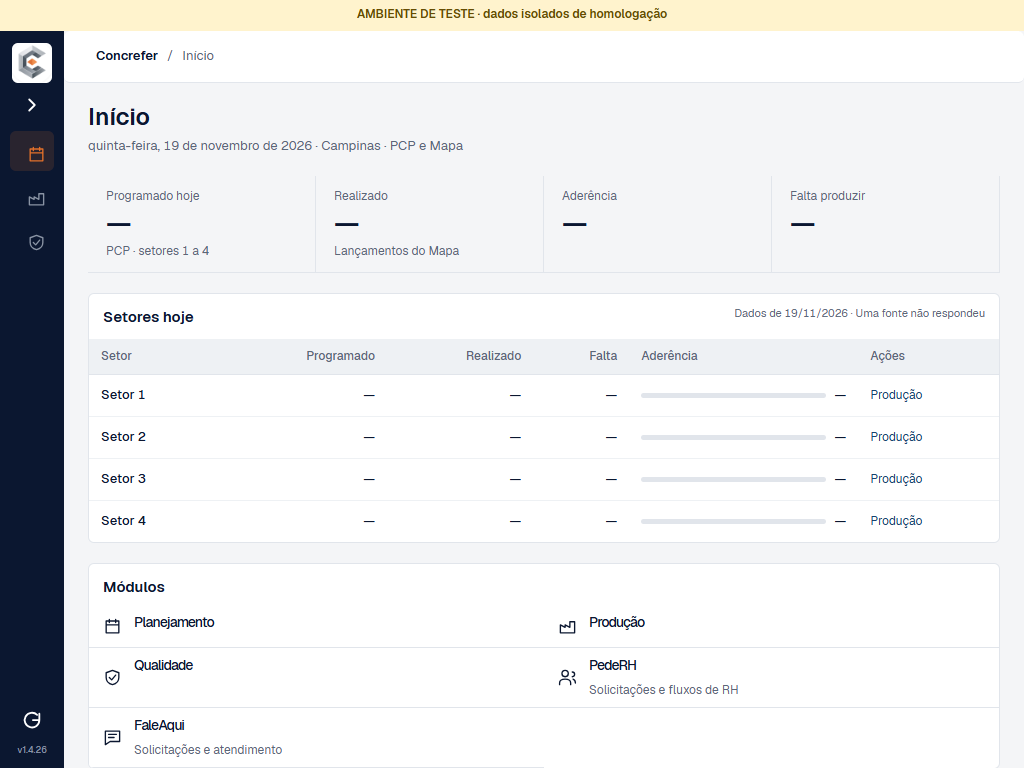 AMBIENTE DE TESTE · dados isolados de homologação
Concrefer / Início
Início
quinta-feira, 19 de novembro de 2026 · Campinas · PCP e Mapa
Programado hoje
—
PCP · setores 1 a 4
Realizado
—
Lançamentos do Mapa
Aderência
—
Falta produzir
—
Setores hoje
Dados de 19/11/2026 · Uma fonte não respondeu
Setor Programado Realizado Falta Aderência Ações
Setor 1 — — — — Produção
Setor 2 — — — — Produção
Setor 3 — — — — Produção
Setor 4 — — — — Produção
Módulos
Planejamento
Produção
Qualidade
PedeRH
Solicitações e fluxos de RH
FaleAqui
Solicitações e atendimento
v1.4.26